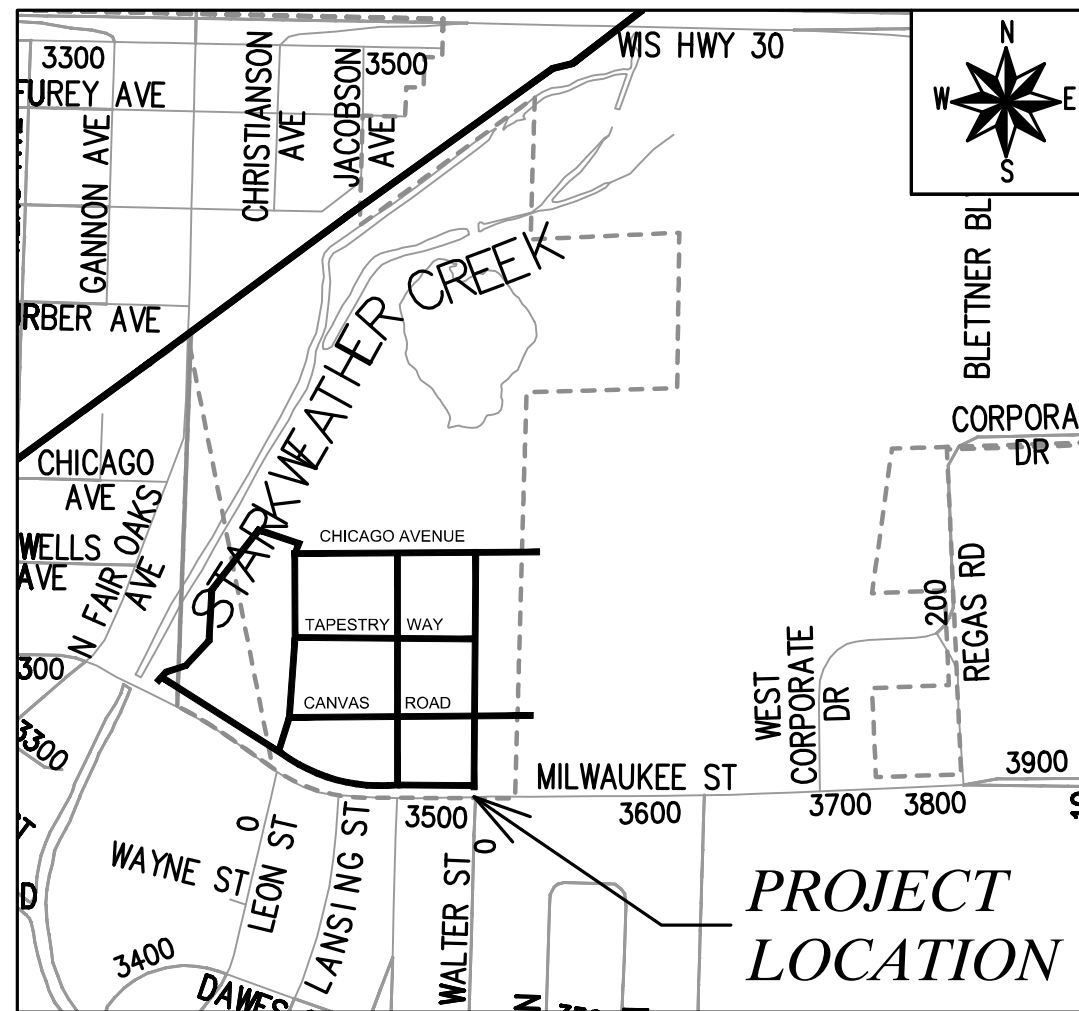 WIS HWY 30
N
W
E
S
3300
3500
FUREY AVE
GANNON AVE
CHRISTIANSON
AVE
JACOBSON
AVE
BLETTNER BL
RBER AVE
STARKWEATHER CREEK
CHICAGO
AVE
CORPORA
DR
N FAIR OAKS
AVE
WELLS
AVE
CHICAGO AVENUE
TAPESTRY WAY
CANVAS ROAD
200
REGAS RD
WEST
CORPORATE
DR
300
3300
MILWAUKEE ST
3500
3600
3700
3800
3900
0
0
WAYNE ST
LEON ST
LANSING ST
WALTER ST
3400
DAWES
D
N
PROJECT
LOCATION